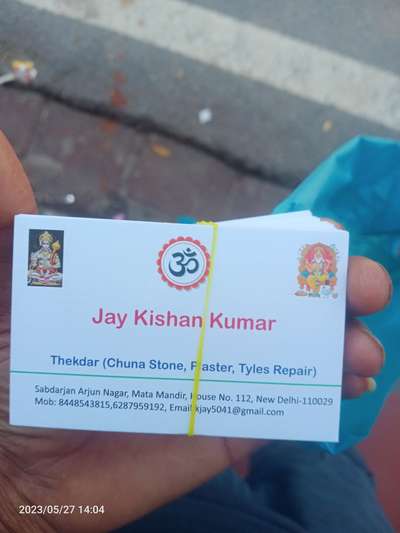 ॐ
Jay Kishan Kumar
Thekdar (Chuna Stone, Plaster, Tyles Repair)
Sabdarjan Arjun Nagar, Mata Mandir, House No. 112, New Delhi-110029
Mob: 8448543815,6287959192, Email:kjay5041@gmail.com
2023/05/27 14:04